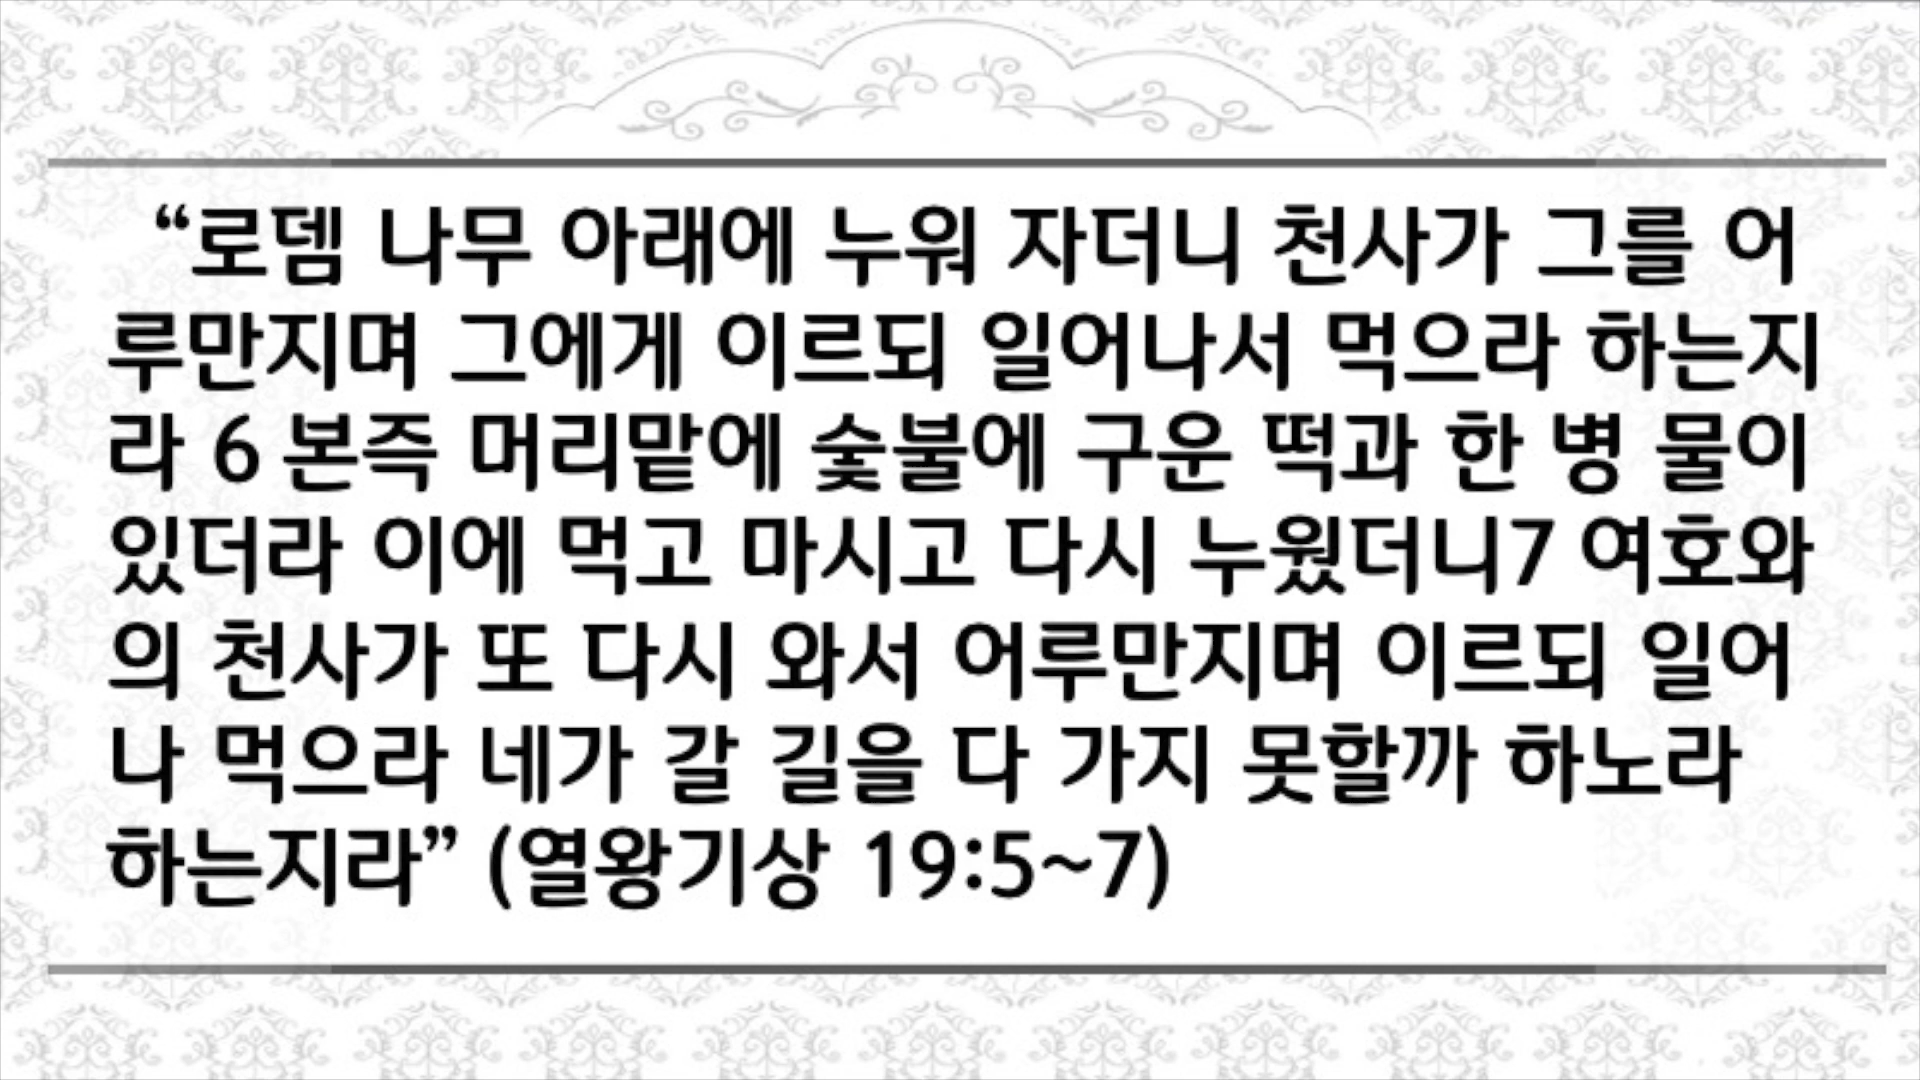 “로뎀 나무 아래에 누워 자더니 천사가 그를 어
루만지며 그에게 이르되 일어나서 먹으라 하는지
라 6 본즉 머리맡에 숯불에 구운 떡과 한 병 물이
있더라 이에 먹고 마시고 다시 누웠더니7 여호와
의 천사가 또 다시 와서 어루만지며 이르되 일어
나 먹으라 네가 갈 길을 다 가지 못할까 하노라
하는지라” (열왕기상 19:5~7)